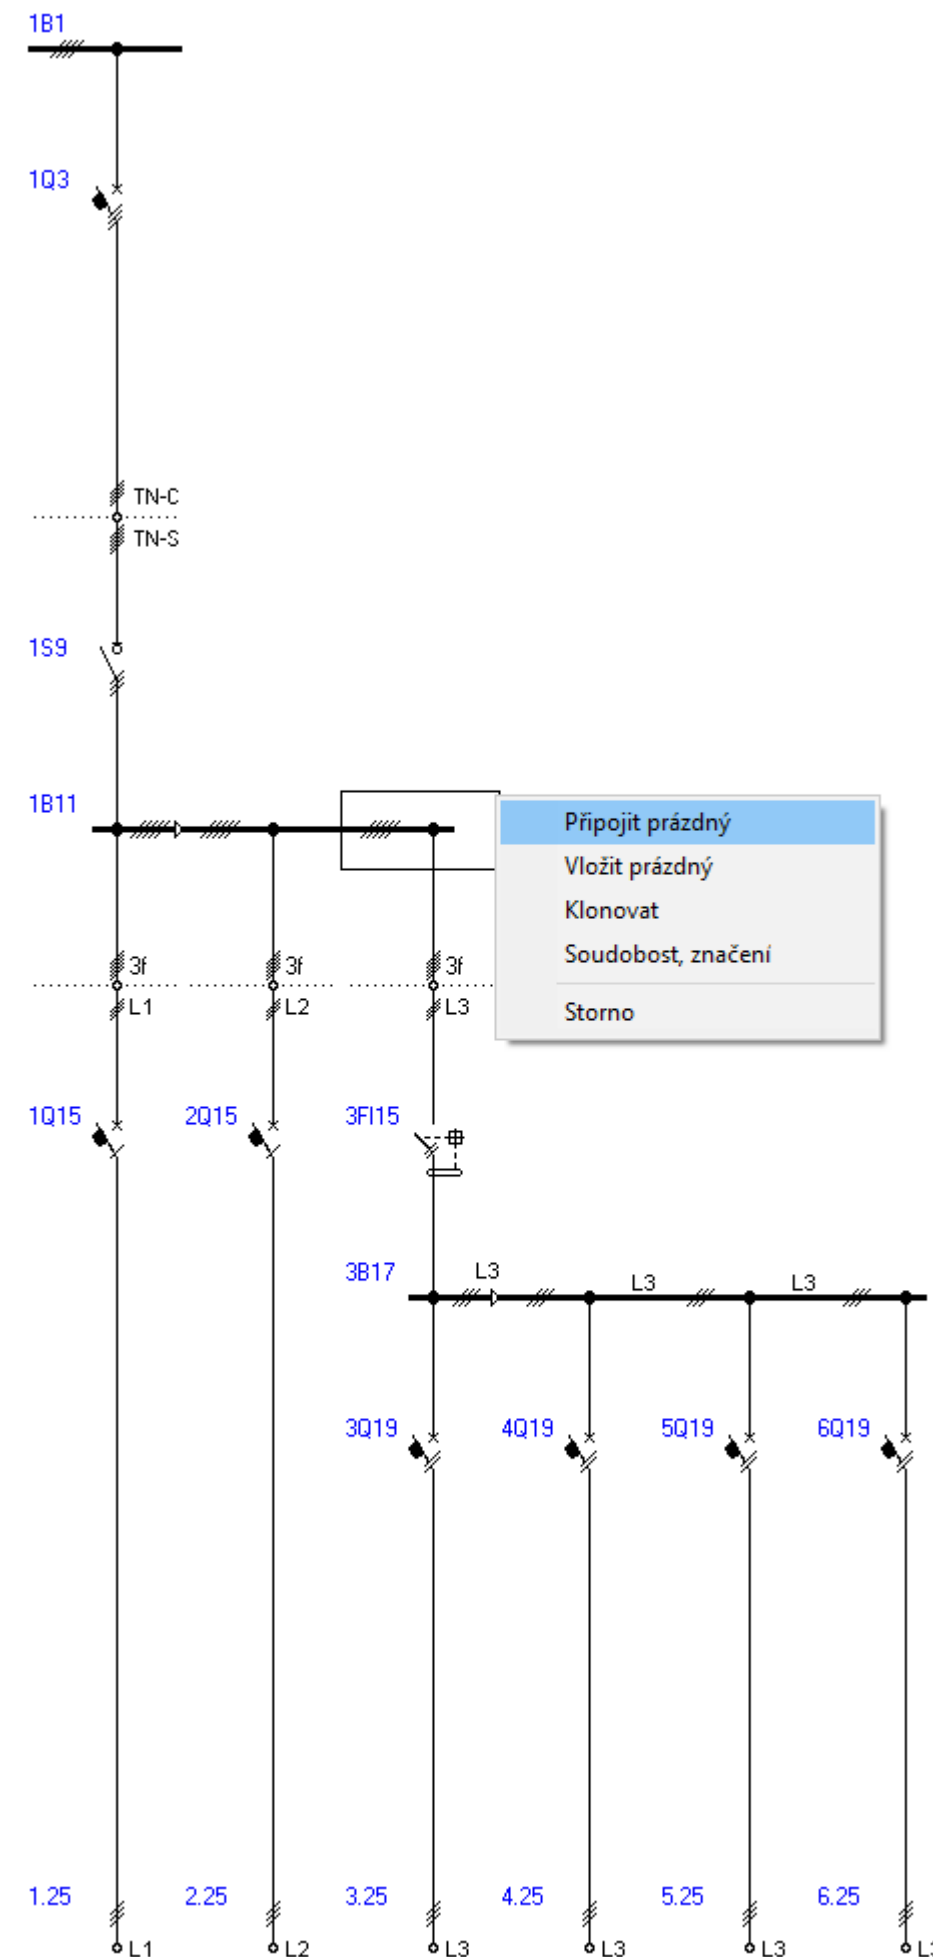 1B1
1Q3
TN-C
TN-S
1S9
1B11
Připojit prázdný
Vložit prázdný
Klonovat
Soudobost, značení
Storno
3f
3f
3f
L1
L2
L3
1Q15
2Q15
3FI15
3B17
L3
L3
L3
3Q19
4Q19
5Q19
6Q19
1.25
2.25
3.25
4.25
5.25
6.25
L1
L2
L3
L3
L3